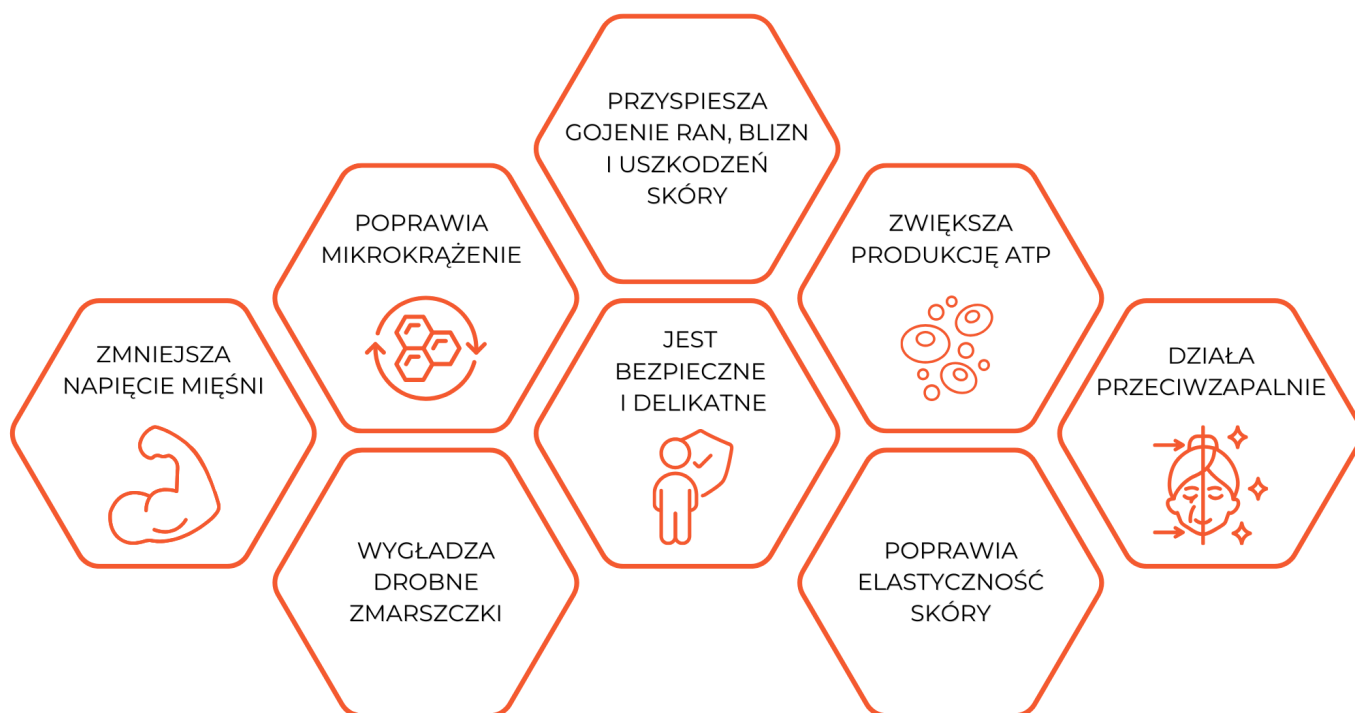 PRZYSPIESZA
GOJENIE RAN, BLIZN
I USZKODZEŃ
SKÓRY
POPRAWIA
MIKROKRĄŻENIE
ZWIĘKSZA
PRODUKCJĘ ATP
ZMNIEJSZA
NAPIĘCIE MIĘŚNI
JEST
BEZPIECZNE
I DELIKATNE
DZIAŁA
PRZECIWZAPALNIE
WYGŁADZA
DROBNE
ZMARSZCZKI
POPRAWIA
ELASTYCZNOŚĆ
SKÓRY